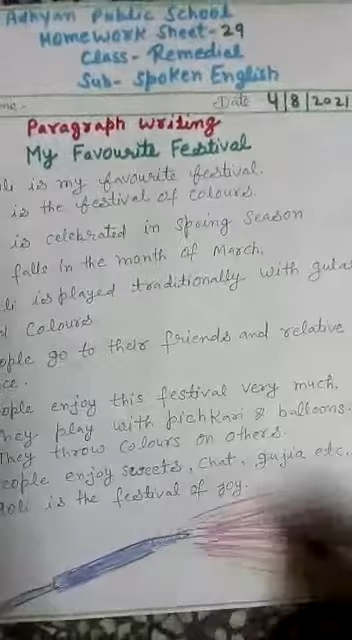 Adhyan Public School
Homework Sheet-29
Class- Remedial
Sub- Spoken English
Date 4/8/2021
Paragraph Writing
My Favourite Festival
is my favourite festival.
is the festival of colours.
is celebrated in Spring Season
falls in the month of March.
is played traditionally with
Colours
go to their friends and relative
enjoy this festival very much.
play with pichkari & balloons.
They throw colours on others.
enjoy sweets, chat, gujia etc.
is the festival of joy.